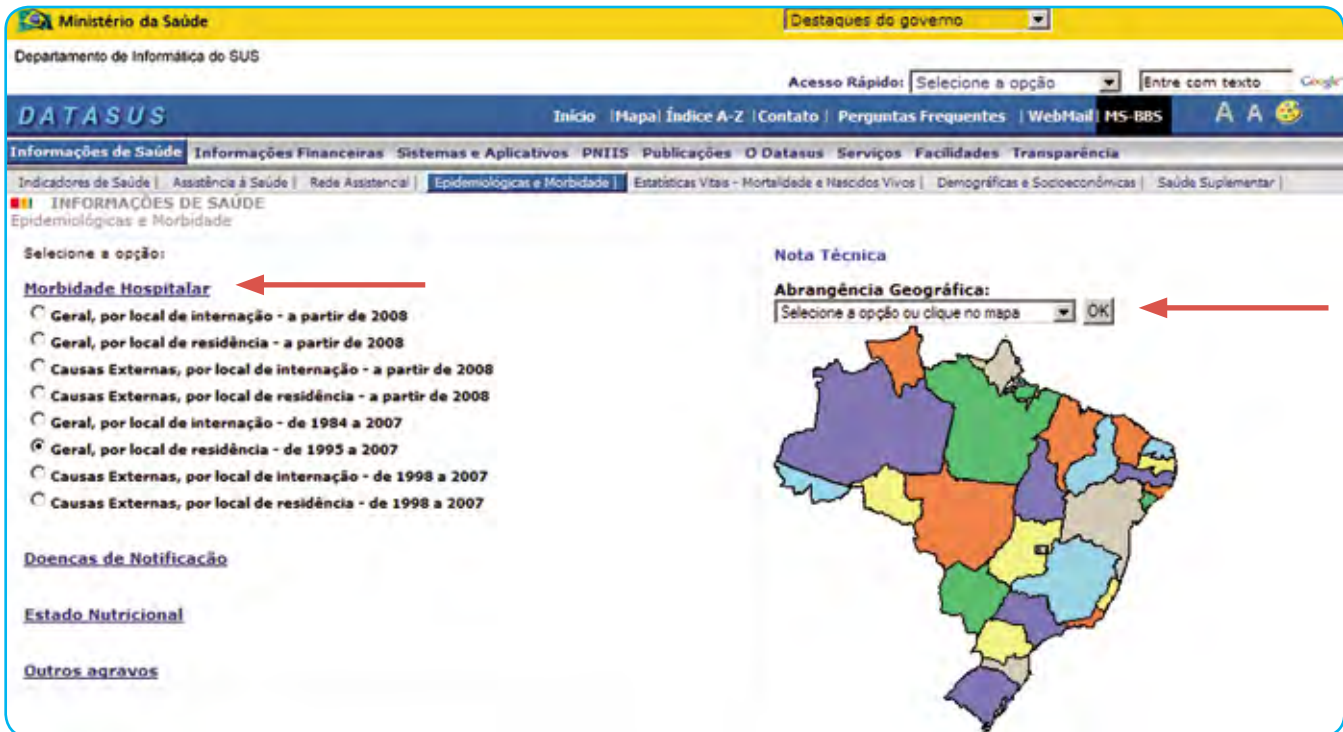 Ministério da Saúde
Destaques do governo
Departamento de Informática do SUS
Acesso Rápido: Selecione a opção Entre com texto Google
DATASUS
Início |Mapa| Índice A-Z |Contato | Perguntas Frequentes | WebMail| MS-BBS A A
Informações de Saúde Informações Financeiras Sistemas e Aplicativos PNIIS Publicações O Datasus Serviços Facilidades Transparência
Indicadores de Saúde | Assistência à Saúde | Rede Assistencial | Epidemiológicas e Morbidade | Estatísticas Vitais - Mortalidade e Nascidos Vivos | Demográficas e Socioeconômicas | Saúde Suplementar |
INFORMAÇÕES DE SAÚDE
Epidemiológicas e Morbidade
Selecione a opção:
Morbidade Hospitalar
Geral, por local de internação - a partir de 2008
Geral, por local de residência - a partir de 2008
Causas Externas, por local de internação - a partir de 2008
Causas Externas, por local de residência - a partir de 2008
Geral, por local de internação - de 1984 a 2007
Geral, por local de residência - de 1995 a 2007
Causas Externas, por local de internação - de 1998 a 2007
Causas Externas, por local de residência - de 1998 a 2007
Doenças de Notificação
Estado Nutricional
Outros agravos
Nota Técnica
Abrangência Geográfica:
Selecione a opção ou clique no mapa OK